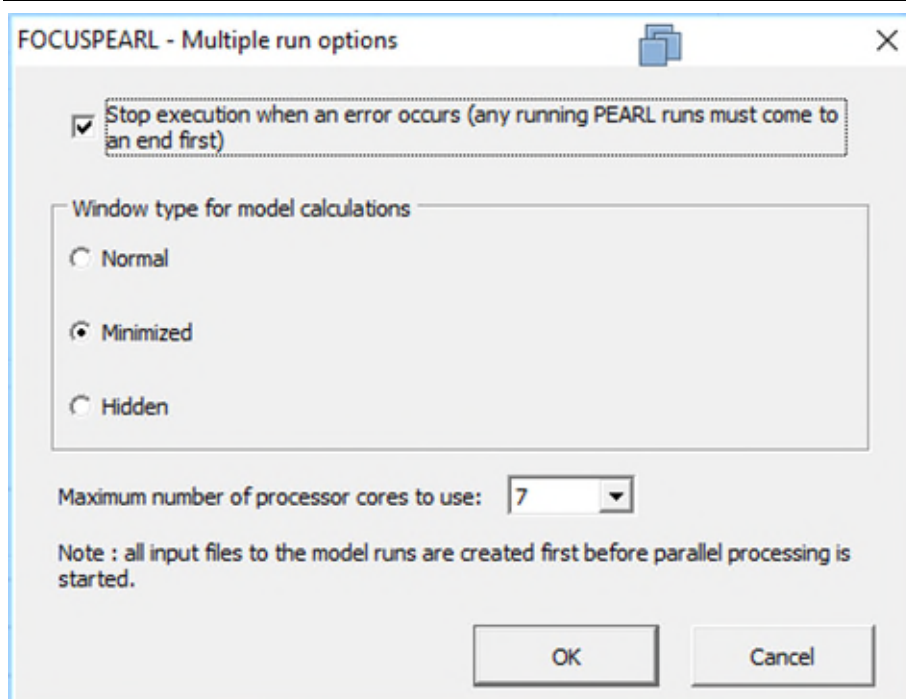 FOCUSPEARL - Multiple run options
Stop execution when an error occurs (any running PEARL runs must come to
an end first)
Window type for model calculations
Normal
Minimized
Hidden
Maximum number of processor cores to use: 7
Note : all input files to the model runs are created first before parallel processing is
started.
OK Cancel